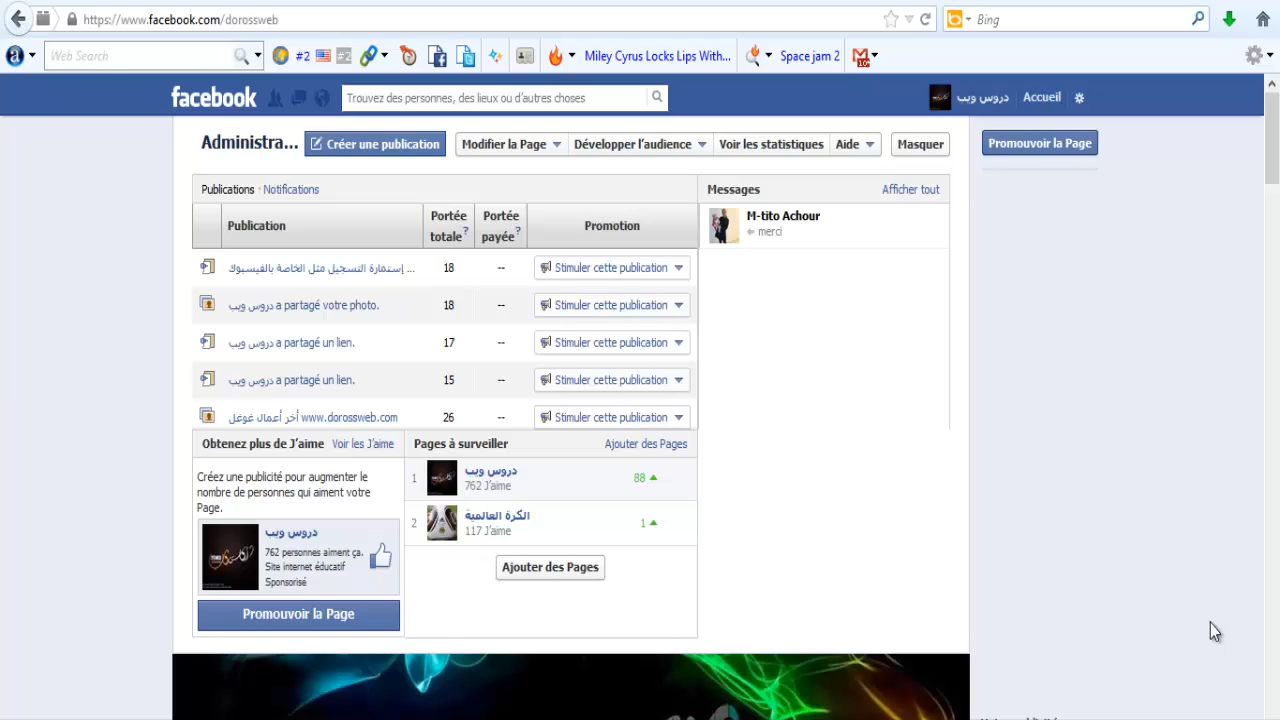 https://www.facebook.com/dorossweb
Bing
Web Search
#2
#2
Miley Cyrus Locks Lips With...
Space jam 2
facebook
Trouvez des personnes, des lieux ou d'autres choses
دروس ويب
Accueil
Administra...
Créer une publication
Modifier la Page
Développer l'audience
Voir les statistiques
Aide
Masquer
Promouvoir la Page
Publications · Notifications
Messages
Afficher tout
Publication
Portée totale?
Portée payée?
Promotion
M-tito Achour
merci
إستمارة التسجيل مثل الخاصة بالفيسبوك ...
18
--
Stimuler cette publication
دروس ويب a partagé votre photo.
18
--
Stimuler cette publication
دروس ويب a partagé un lien.
17
--
Stimuler cette publication
دروس ويب a partagé un lien.
15
--
Stimuler cette publication
أخر أعمال غوغل www.dorossweb.com
26
--
Stimuler cette publication
Obtenez plus de J'aime
Voir les J'aime
Pages à surveiller
Ajouter des Pages
Créez une publicité pour augmenter le
nombre de personnes qui aiment votre
Page.
دروس ويب
762 personnes aiment ça.
Site internet éducatif
Sponsorisé
Promouvoir la Page
1
دروس ويب
762 J'aime
88
2
الكرة العالمية
117 J'aime
1
Ajouter des Pages